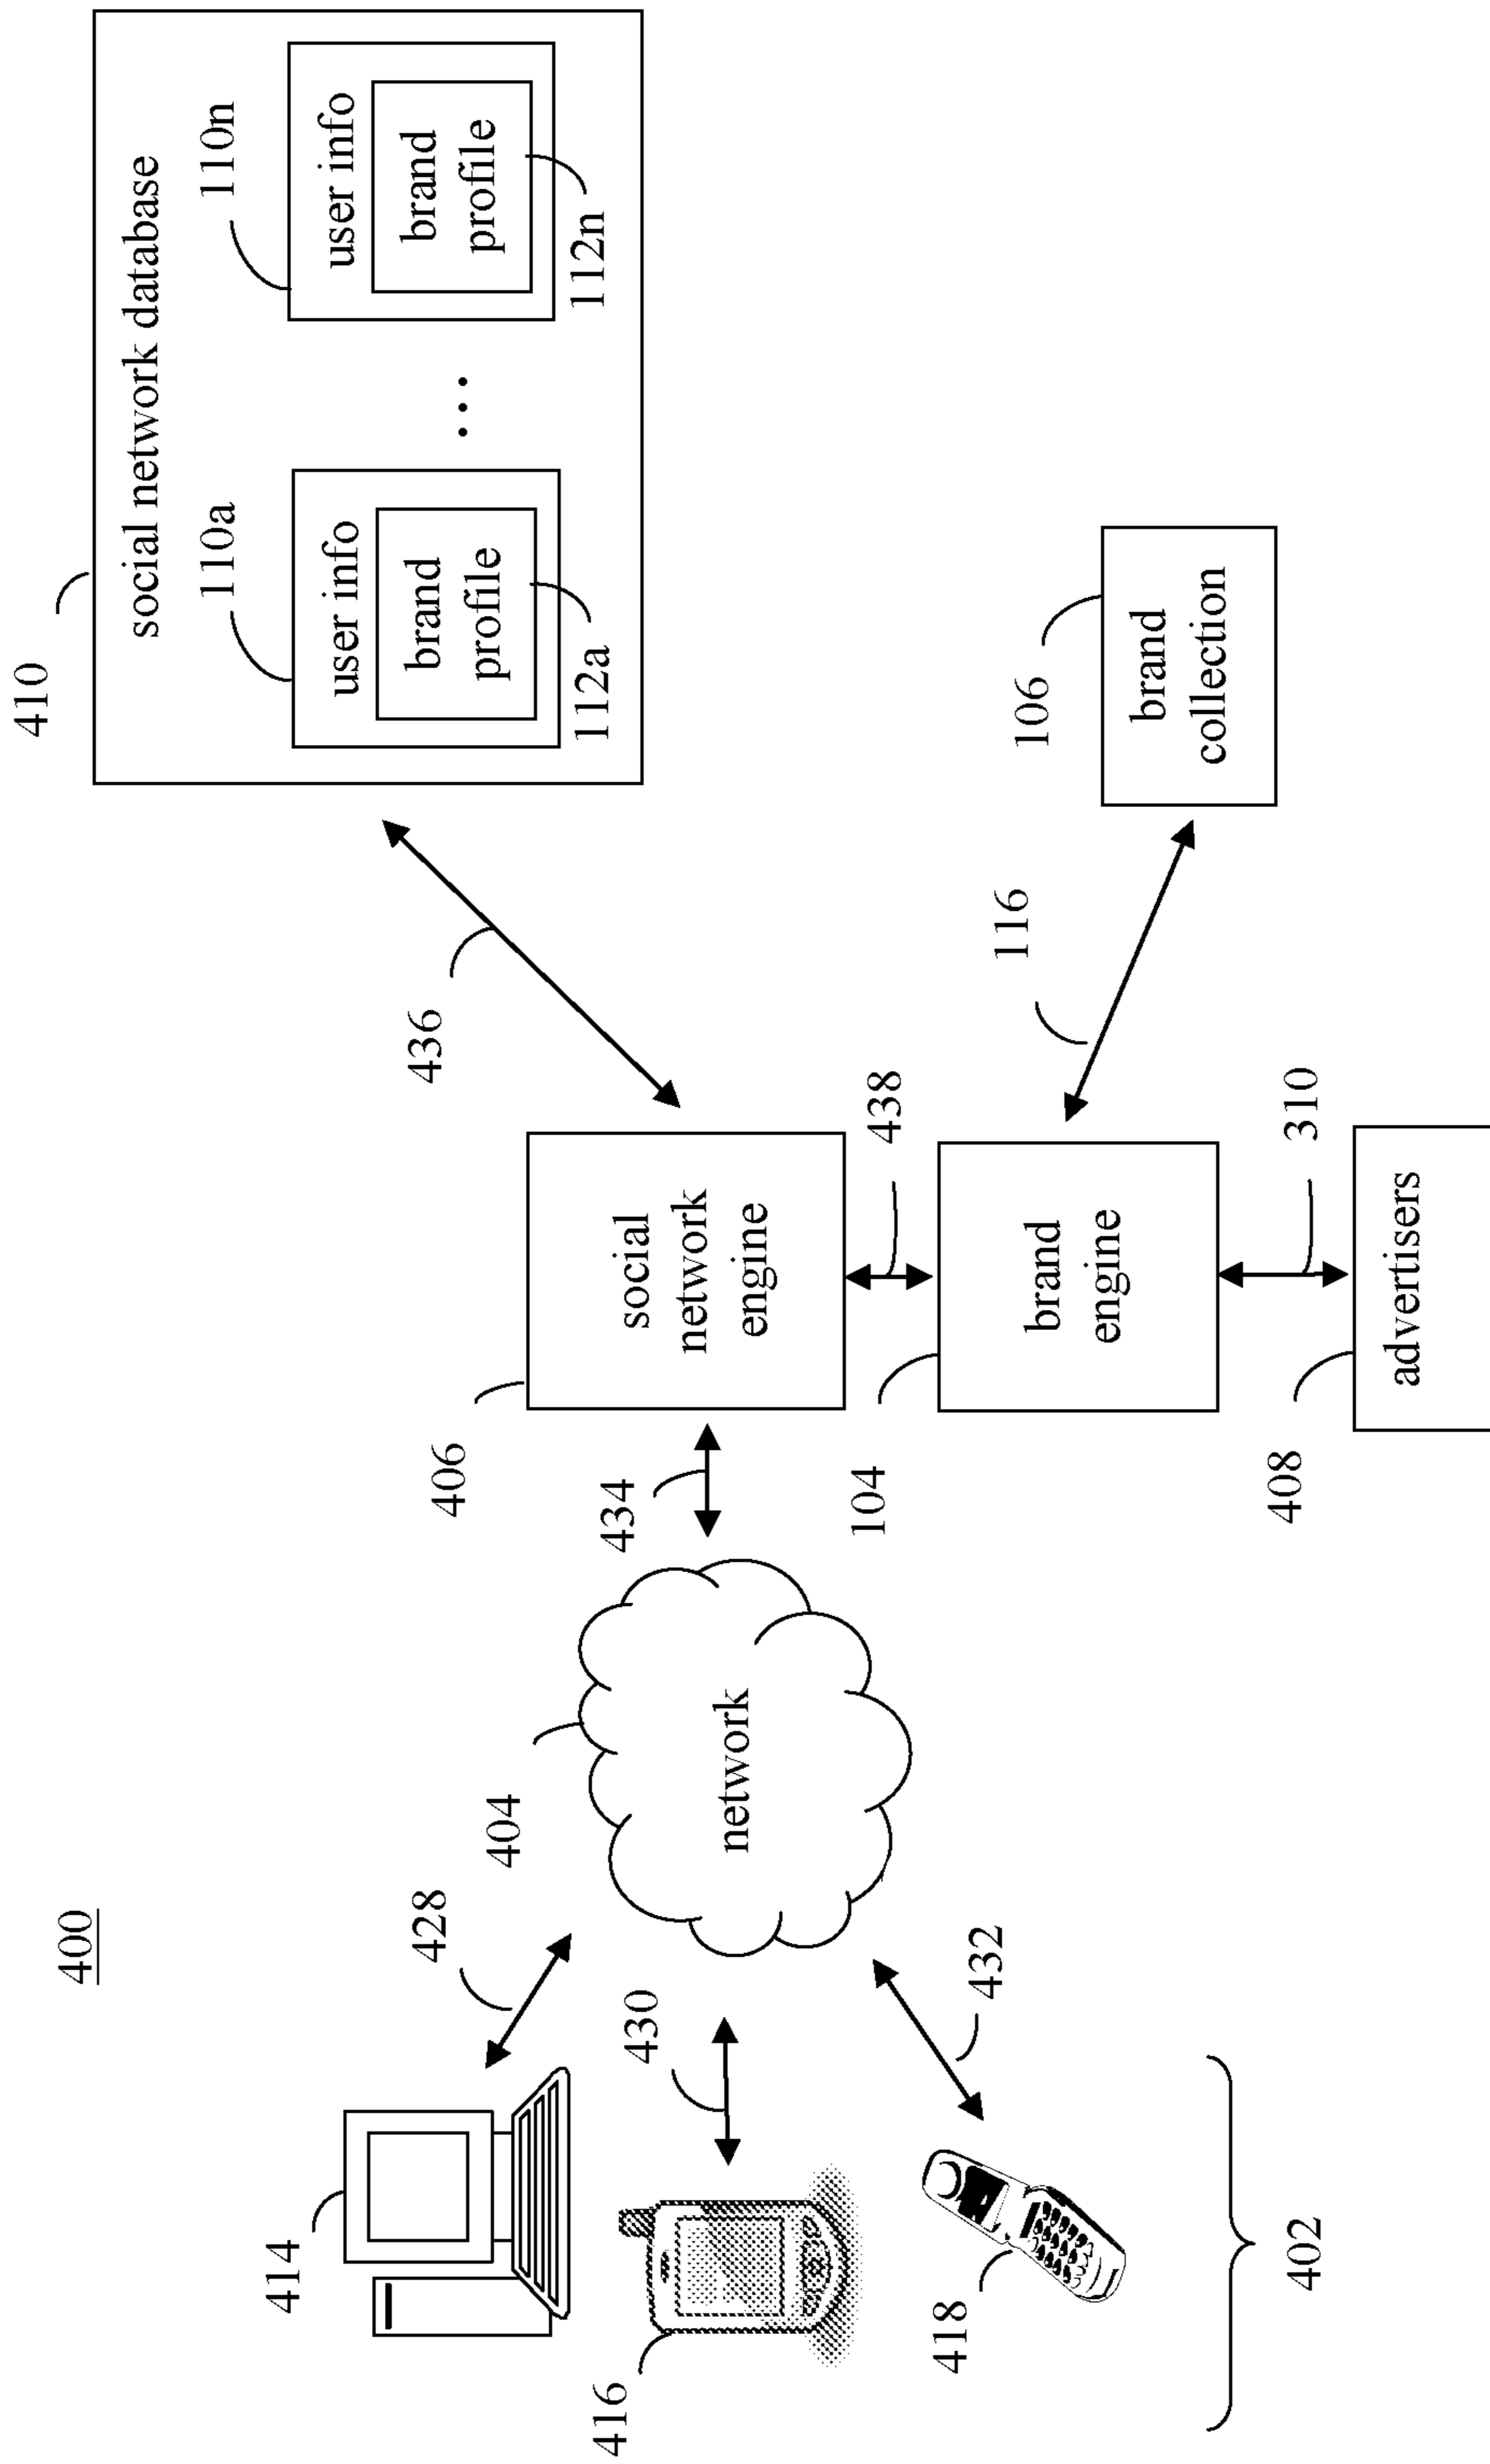 400
410
social network database
110a
user info
brand
profile
112a
...
110n
user info
brand
profile
112n
414
428
404
network
416
430
418
432
402
406
434
social
network
engine
436
438
104
brand
engine
116
106
brand
collection
310
408
advertisers